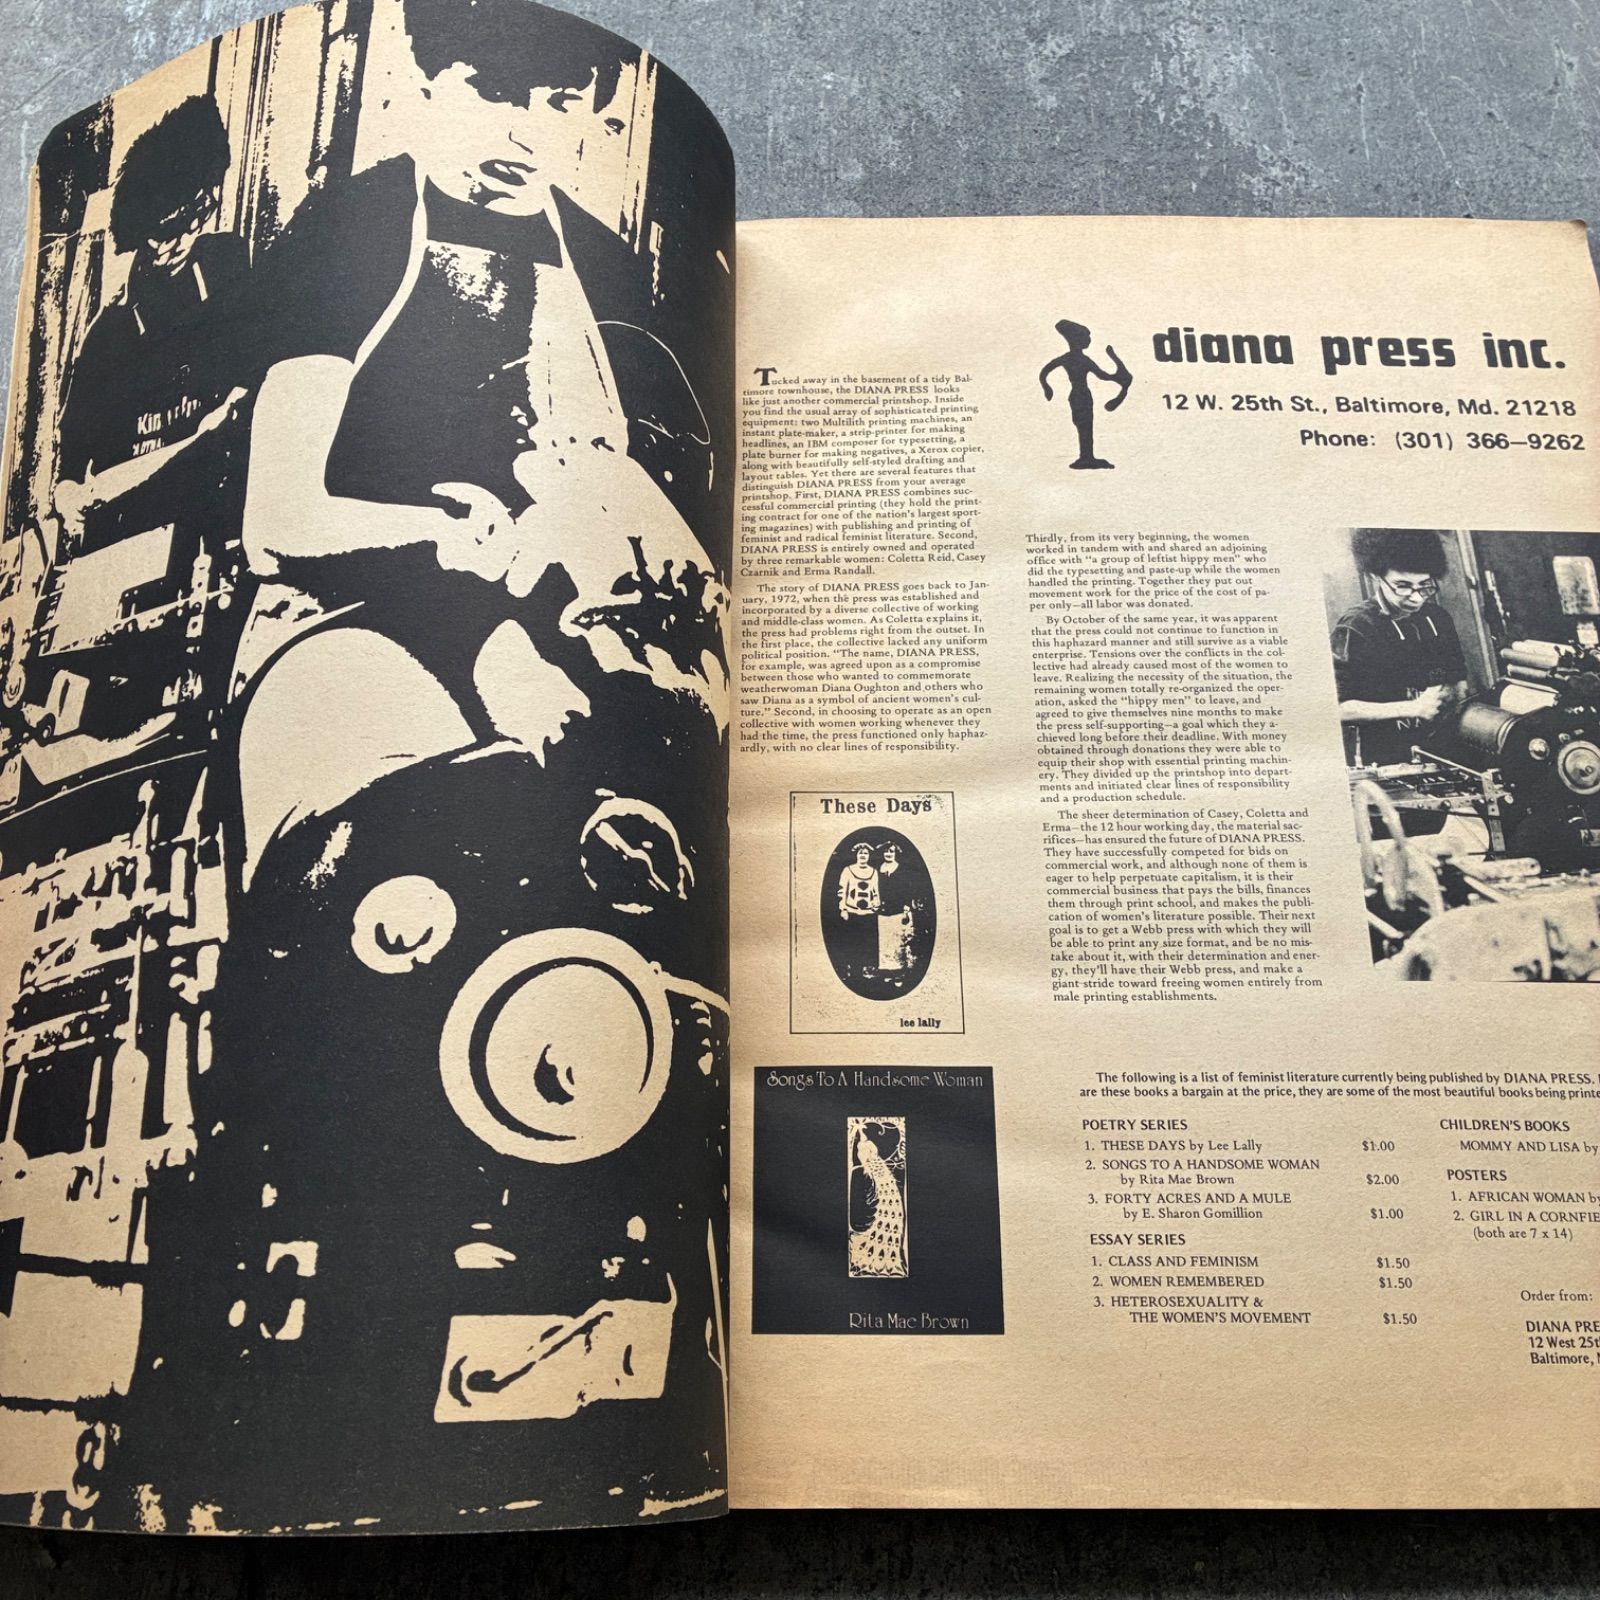 Kim
diana press inc.
12 W. 25th St., Baltimore, Md. 21218
Phone: (301) 366—9262
Tucked away in the basement of a tidy Bal-
timore townhouse, the DIANA PRESS looks
like just another commercial printshop. Inside
you find the usual array of sophisticated printing
equipment: two Multilith printing machines, an
instant plate-maker, a strip-printer for making
headlines, an IBM composer for typesetting, a
plate burner for making negatives, a Xerox copier,
along with beautifully self-styled drafting and
layout tables. Yet there are several features that
distinguish DIANA PRESS from your average
printshop. First, DIANA PRESS combines suc-
cessful commercial printing (they hold the print-
ing contract for one of the nation's largest sport-
ing magazines) with publishing and printing of
feminist and radical feminist literature. Second,
DIANA PRESS is entirely owned and operated
by three remarkable women: Coletta Reid, Casey
Czarnik and Erma Randall.
The story of DIANA PRESS goes back to Jan-
uary, 1972, when the press was established and
incorporated by a diverse collective of working
and middle-class women. As Coletta explains it,
the press had problems right from the outset. In
the first place, the collective lacked any uniform
political position. "The name, DIANA PRESS,
for example, was agreed upon as a compromise
between those who wanted to commemorate
weatherwoman Diana Oughton and others who
saw Diana as a symbol of ancient women's cul-
ture." Second, in choosing to operate as an open
collective with women working whenever they
had the time, the press functioned only haphaz-
ardly, with no clear lines of responsibility.
These Days
lee lally
Songs To A Handsome Woman
Rita Mae Brown
Thirdly, from its very beginning, the women
worked in tandem with and shared an adjoining
office with "a group of leftist hippy men" who
did the typesetting and paste-up while the women
handled the printing. Together they put out
movement work for the price of the cost of pa-
per only—all labor was donated.
By October of the same year, it was apparent
that the press could not continue to function in
this haphazard manner and still survive as a viable
enterprise. Tensions over the conflicts in the col-
lective had already caused most of the women to
leave. Realizing the necessity of the situation, the
remaining women totally re-organized the oper-
ation, asked the "hippy men" to leave, and
agreed to give themselves nine months to make
the press self-supporting—a goal which they a-
chieved long before their deadline. With money
obtained through donations they were able to
equip their shop with essential printing machin-
ery. They divided up the printshop into depart-
ments and initiated clear lines of responsibility
and a production schedule.
The sheer determination of Casey, Coletta and
Erma—the 12 hour working day, the material sac-
rifices—has ensured the future of DIANA PRESS.
They have successfully competed for bids on
commercial work, and although none of them is
eager to help perpetuate capitalism, it is their
commercial business that pays the bills, finances
them through print school, and makes the publi-
cation of women's literature possible. Their next
goal is to get a Webb press with which they will
be able to print any size format, and be no mis-
take about it, with their determination and ener-
gy, they'll have their Webb press, and make a
giant stride toward freeing women entirely from
male printing establishments.
The following is a list of feminist literature currently being published by DIANA PRESS.
are these books a bargain at the price, they are some of the most beautiful books being printe
POETRY SERIES
1. THESE DAYS by Lee Lally $1.00
2. SONGS TO A HANDSOME WOMAN
by Rita Mae Brown $2.00
3. FORTY ACRES AND A MULE
by E. Sharon Gomillion $1.00
ESSAY SERIES
1. CLASS AND FEMINISM $1.50
2. WOMEN REMEMBERED $1.50
3. HETEROSEXUALITY &
THE WOMEN'S MOVEMENT $1.50
CHILDREN'S BOOKS
MOMMY AND LISA by
POSTERS
1. AFRICAN WOMAN by
2. GIRL IN A CORNFIE
(both are 7 x 14)
Order from:
DIANA PRE
12 West 25t
Baltimore,